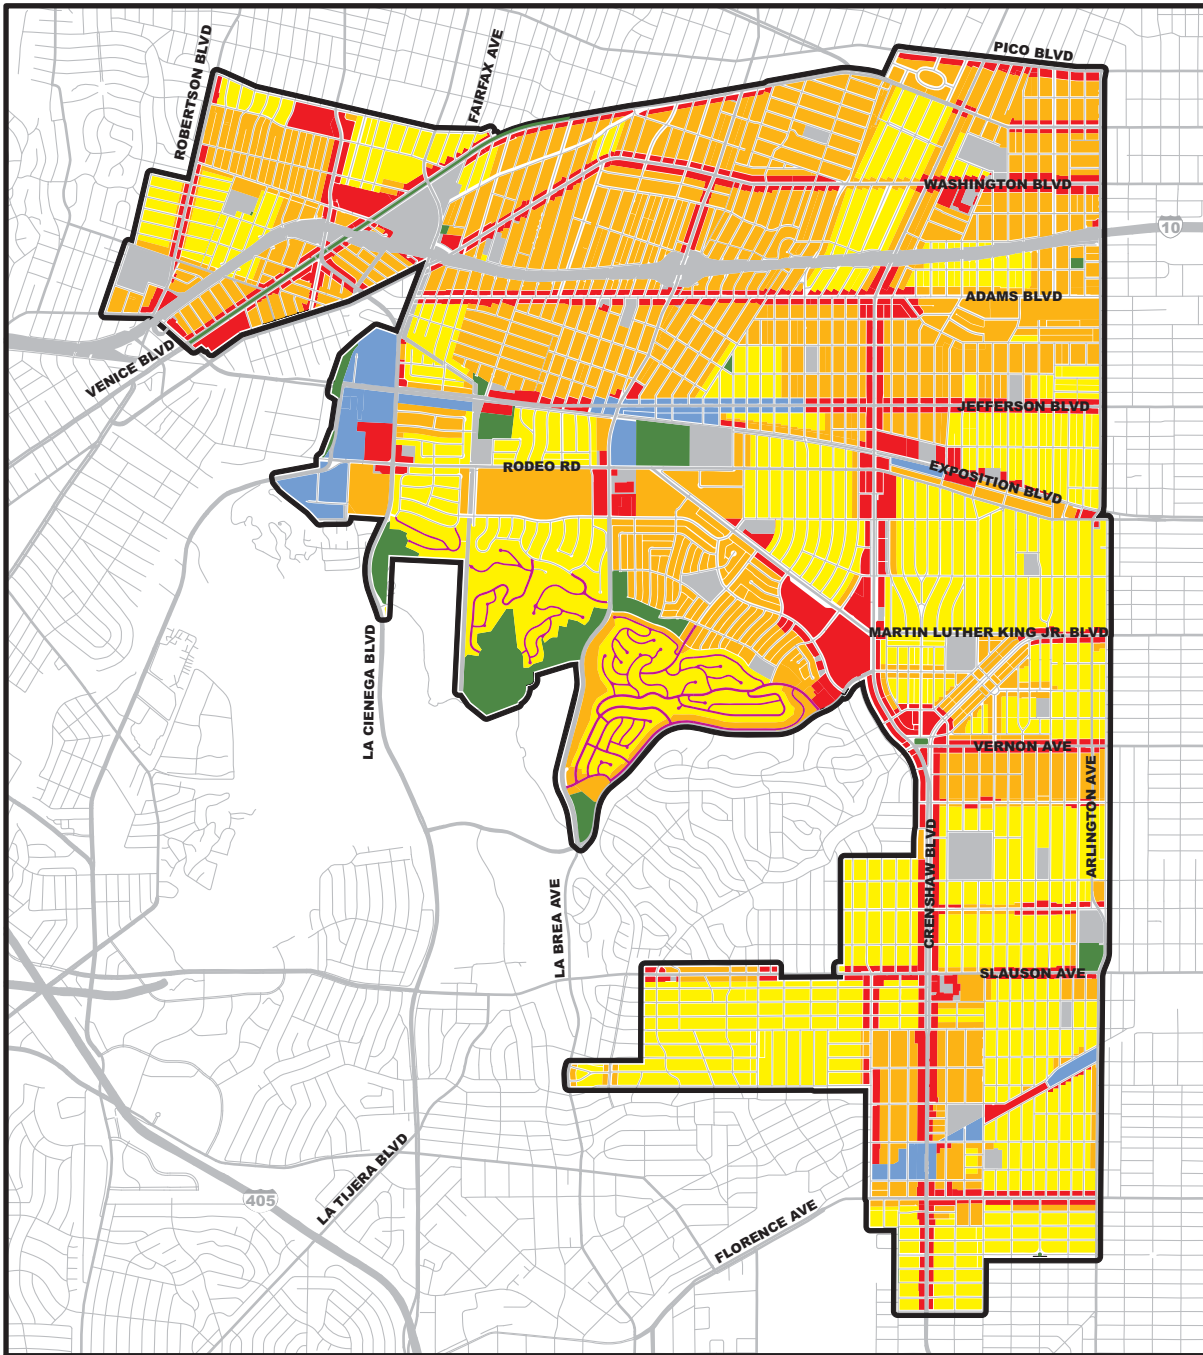 PICO BLVD
ROBERTSON BLVD
FAIRFAX AVE
WASHINGTON BLVD
10
ADAMS BLVD
VENICE BLVD
JEFFERSON BLVD
RODEO RD
EXPOSITION BLVD
MARTIN LUTHER KING JR. BLVD
LA CIENEGA BLVD
VERNON AVE
ARLINGTON AVE
CRENSHAW BLVD
LA BREA AVE
SLAUSON AVE
LA TIJERA BLVD
405
FLORENCE AVE